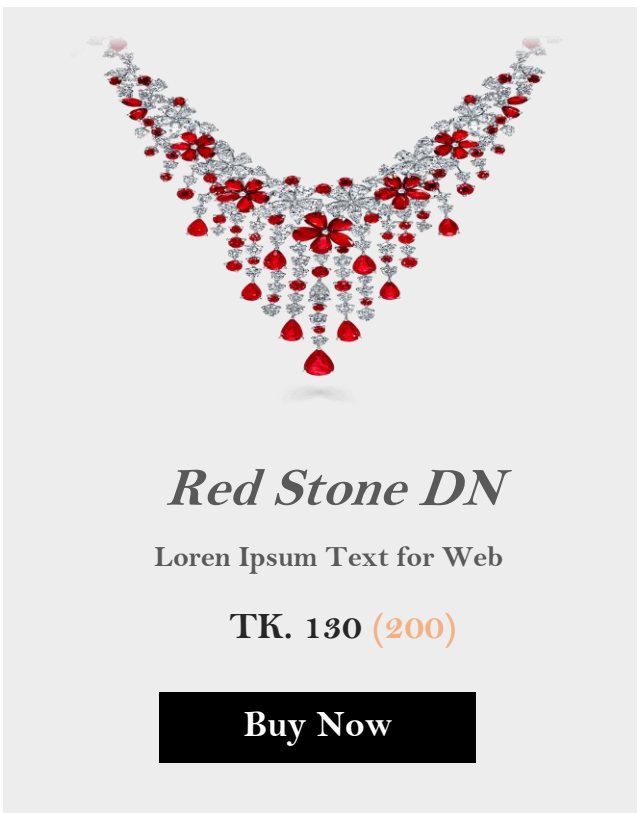 Red Stone DN
Loren Ipsum Text for Web
TK. 130 (200)
Buy Now